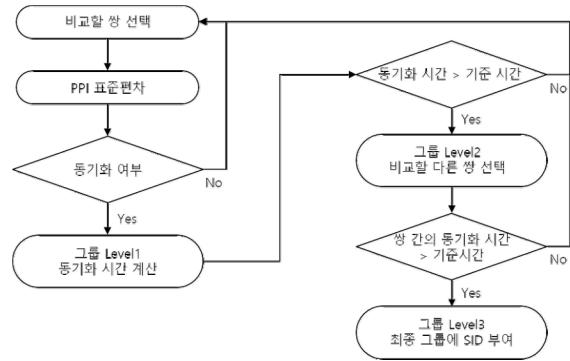 비교할 쌍 선택
PPI 표준편차
동기화 여부
No
Yes
그룹 Level1
동기화 시간 계산
동기화 시간 > 기준 시간
No
Yes
그룹 Level2
비교할 다른 쌍 선택
쌍 간의 동기화 시간
> 기준시간
No
Yes
그룹 Level3
최종 그룹에 SID 부여